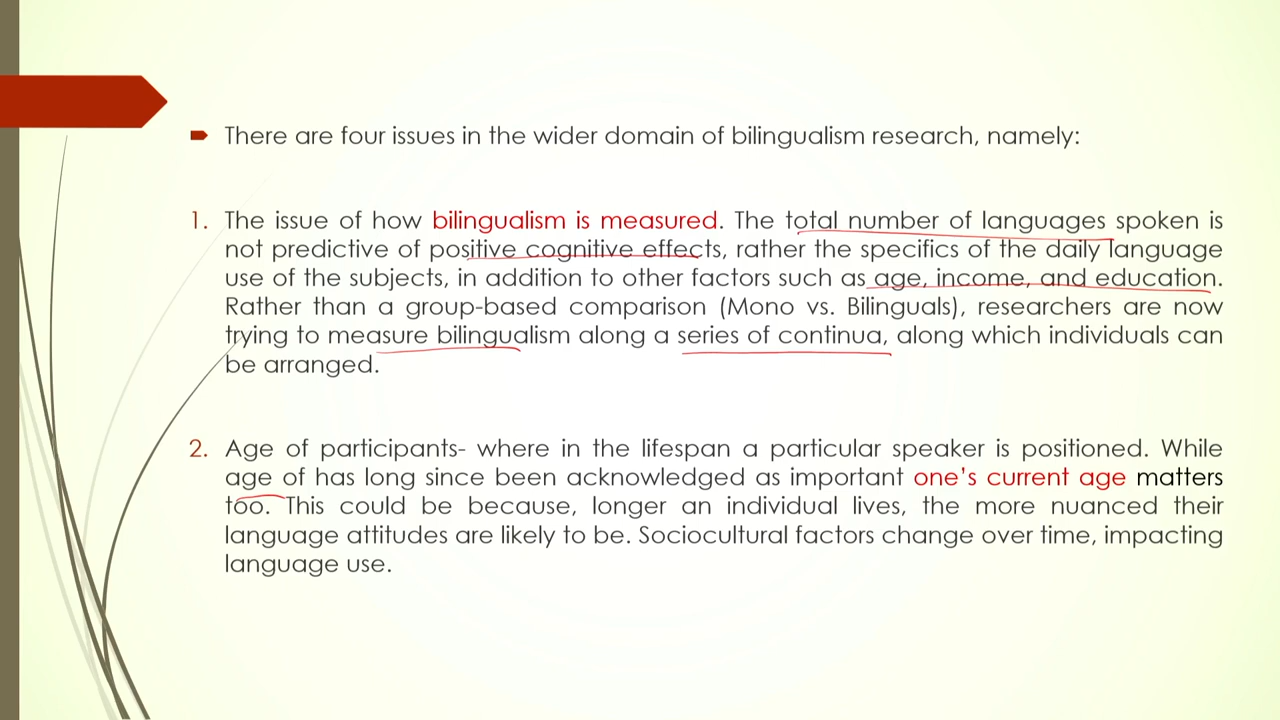 There are four issues in the wider domain of bilingualism research, namely:
1. The issue of how bilingualism is measured. The total number of languages spoken is
not predictive of positive cognitive effects, rather the specifics of the daily language
use of the subjects, in addition to other factors such as age, income, and education.
Rather than a group-based comparison (Mono vs. Bilinguals), researchers are now
trying to measure bilingualism along a series of continua, along which individuals can
be arranged.
2. Age of participants- where in the lifespan a particular speaker is positioned. While
age of has long since been acknowledged as important one's current age matters
too. This could be because, longer an individual lives, the more nuanced their
language attitudes are likely to be. Sociocultural factors change over time, impacting
language use.